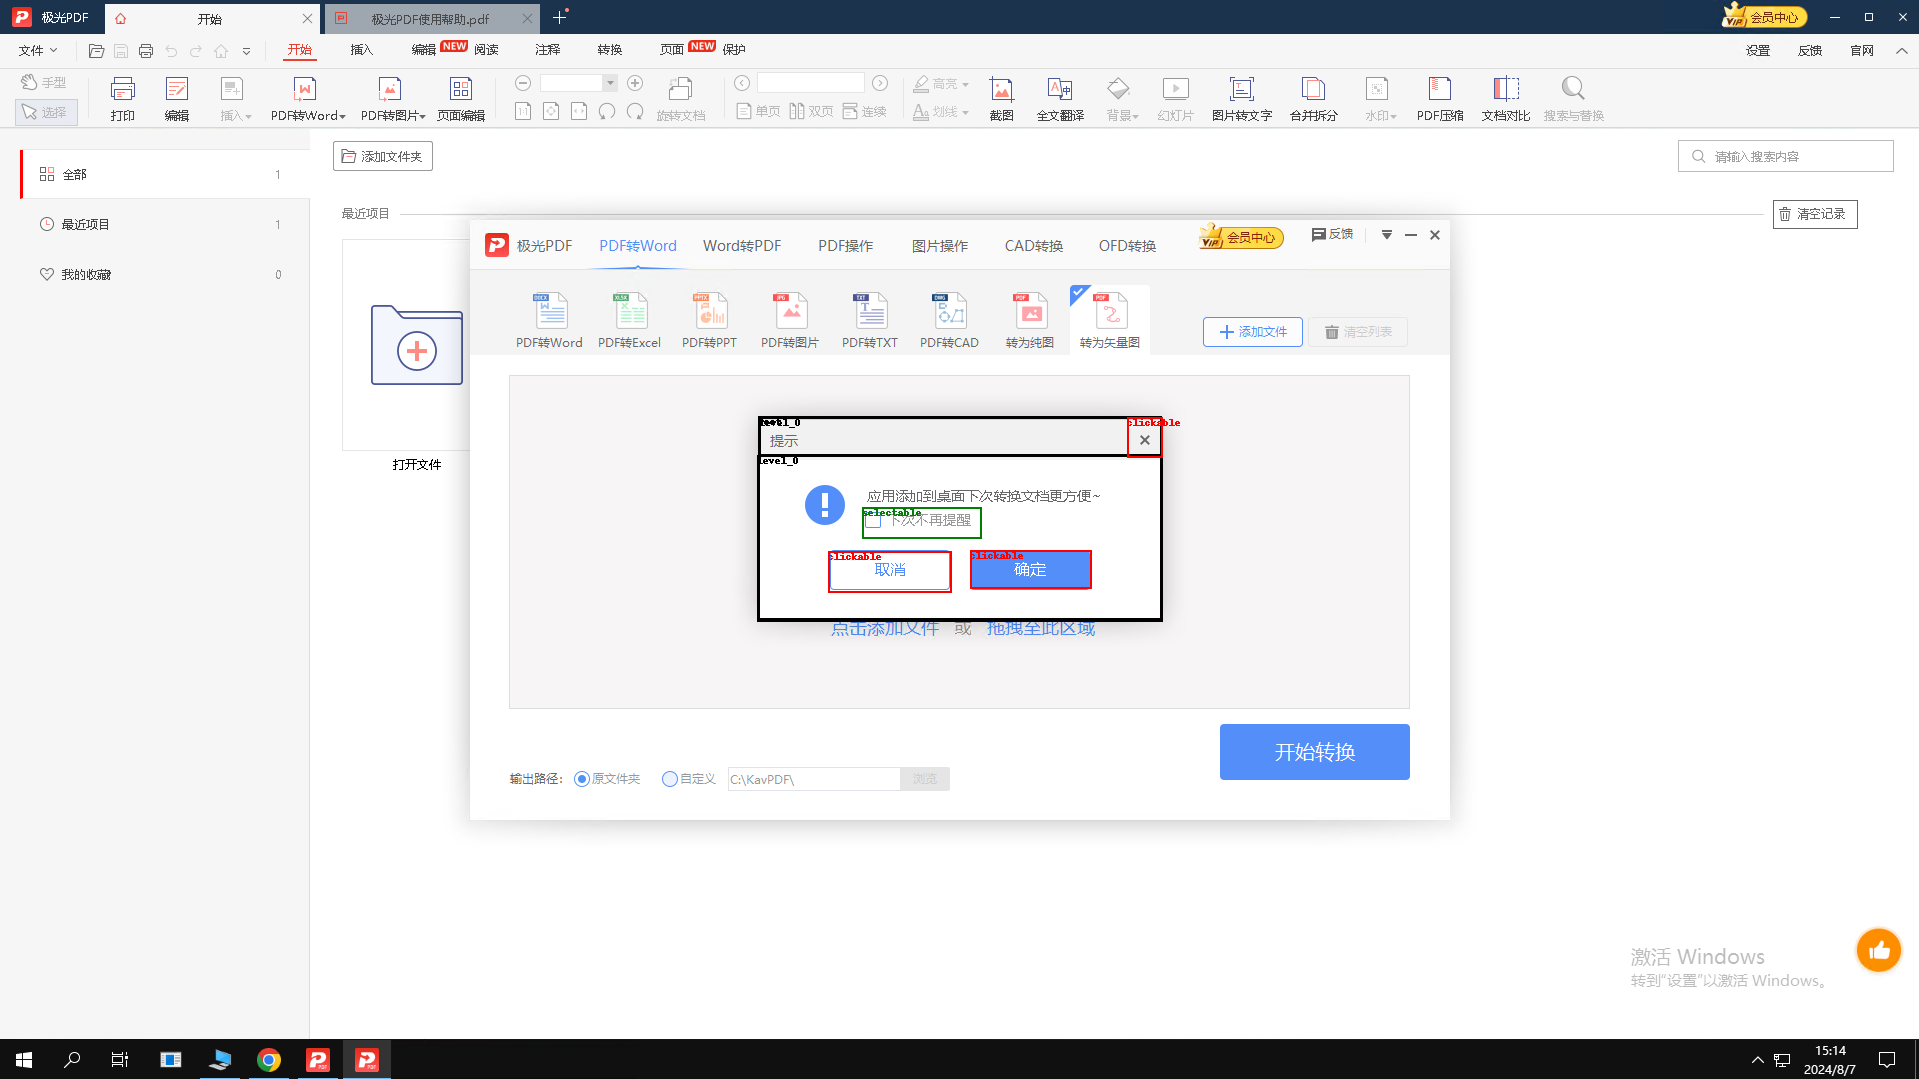 极光PDF 开始 极光PDF使用帮助.pdf 会员中心
文件 开始 插入 编辑 NEW 阅读 注释 转换 页面 NEW 保护 设置 反馈 官网
手型 选择 打印 编辑 插入 PDF转Word PDF转图片 页面编辑 1:1 旋转文档 单页 双页 连续 高亮 划线 截图 全文翻译 背景 幻灯片 图片转文字 合并拆分 水印 PDF压缩 文档对比 搜索与替换
全部 1
最近项目 1
我的收藏 0
添加文件夹
请输入搜索内容
最近项目
清空记录
打开文件
极光PDF PDF转Word Word转PDF PDF操作 图片操作 CAD转换 OFD转换 VIP 会员中心 反馈
PDF转Word PDF转Excel PDF转PPT PDF转图片 PDF转TXT PDF转CAD 转为纯图 转为矢量图
添加文件 清空列表
level_0 clickable
提示
level_0
应用添加到桌面下次转换文档更方便~
selectable
下次不再提醒
clickable clickable
取消 确定
点击添加文件 或 拖拽至此区域
开始转换
输出路径: 原文件夹 自定义 C:\KavPDF\ 浏览
激活 Windows
转到“设置”以激活 Windows。
15:14
2024/8/7